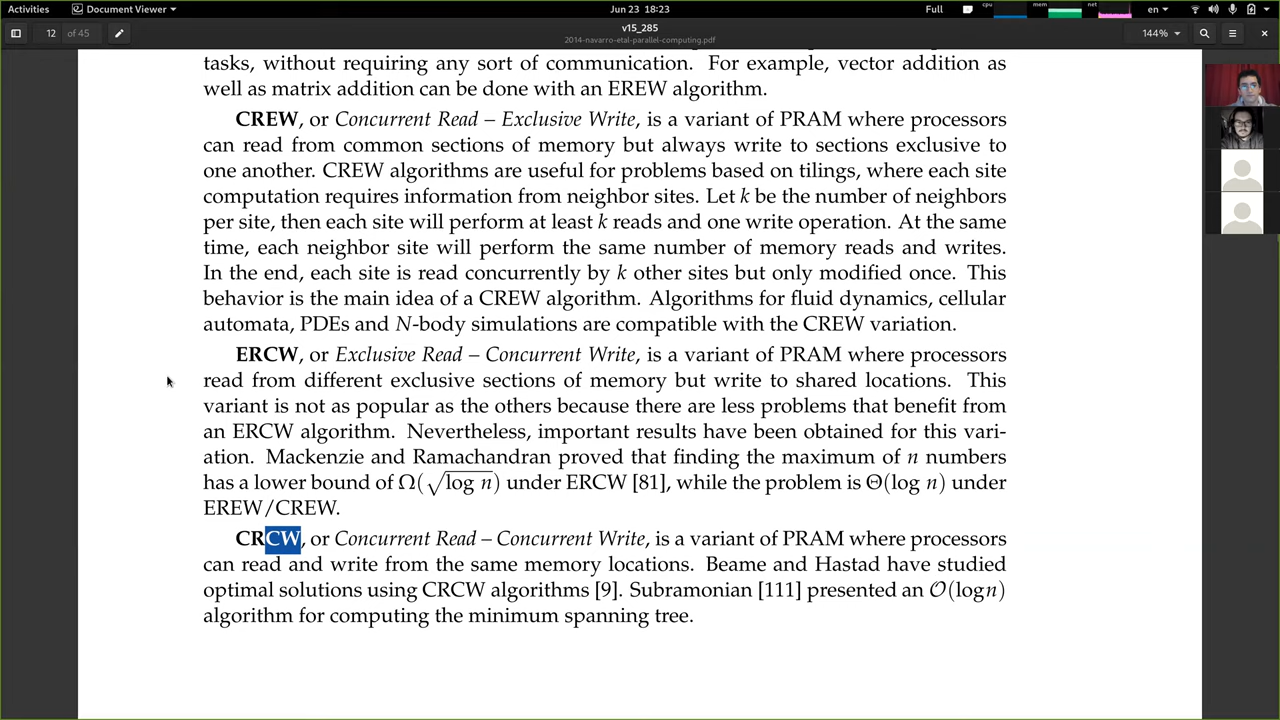 Activities
Document Viewer
Jun 23 18:23
Full
cpu
mem
net
en
12 of 45
v15_285
2014-navarro-etal-parallel-computing.pdf
144%
tasks, without requiring any sort of communication. For example, vector addition as
well as matrix addition can be done with an EREW algorithm.
CREW, or Concurrent Read – Exclusive Write, is a variant of PRAM where processors
can read from common sections of memory but always write to sections exclusive to
one another. CREW algorithms are useful for problems based on tilings, where each site
computation requires information from neighbor sites. Let k be the number of neighbors
per site, then each site will perform at least k reads and one write operation. At the same
time, each neighbor site will perform the same number of memory reads and writes.
In the end, each site is read concurrently by k other sites but only modified once. This
behavior is the main idea of a CREW algorithm. Algorithms for fluid dynamics, cellular
automata, PDEs and N-body simulations are compatible with the CREW variation.
ERCW, or Exclusive Read – Concurrent Write, is a variant of PRAM where processors
read from different exclusive sections of memory but write to shared locations. This
variant is not as popular as the others because there are less problems that benefit from
an ERCW algorithm. Nevertheless, important results have been obtained for this vari-
ation. Mackenzie and Ramachandran proved that finding the maximum of n numbers
has a lower bound of Ω(√log n) under ERCW [81], while the problem is Θ(log n) under
EREW/CREW.
CRCW, or Concurrent Read – Concurrent Write, is a variant of PRAM where processors
can read and write from the same memory locations. Beame and Hastad have studied
optimal solutions using CRCW algorithms [9]. Subramonian [111] presented an O(logn)
algorithm for computing the minimum spanning tree.